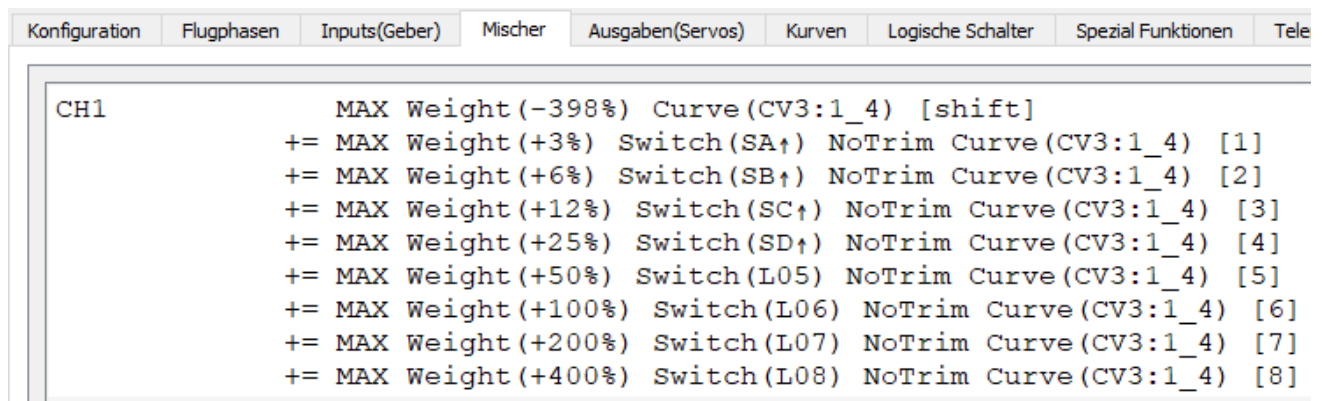 Konfiguration Flugphasen Inputs(Geber) Mischer Ausgaben(Servos) Kurven Logische Schalter Spezial Funktionen Tele
CH1 MAX Weight(-398%) Curve(CV3:1_4) [shift]
+= MAX Weight(+3%) Switch(SA↑) NoTrim Curve(CV3:1_4) [1]
+= MAX Weight(+6%) Switch(SB↑) NoTrim Curve(CV3:1_4) [2]
+= MAX Weight(+12%) Switch(SC↑) NoTrim Curve(CV3:1_4) [3]
+= MAX Weight(+25%) Switch(SD↑) NoTrim Curve(CV3:1_4) [4]
+= MAX Weight(+50%) Switch(L05) NoTrim Curve(CV3:1_4) [5]
+= MAX Weight(+100%) Switch(L06) NoTrim Curve(CV3:1_4) [6]
+= MAX Weight(+200%) Switch(L07) NoTrim Curve(CV3:1_4) [7]
+= MAX Weight(+400%) Switch(L08) NoTrim Curve(CV3:1_4) [8]